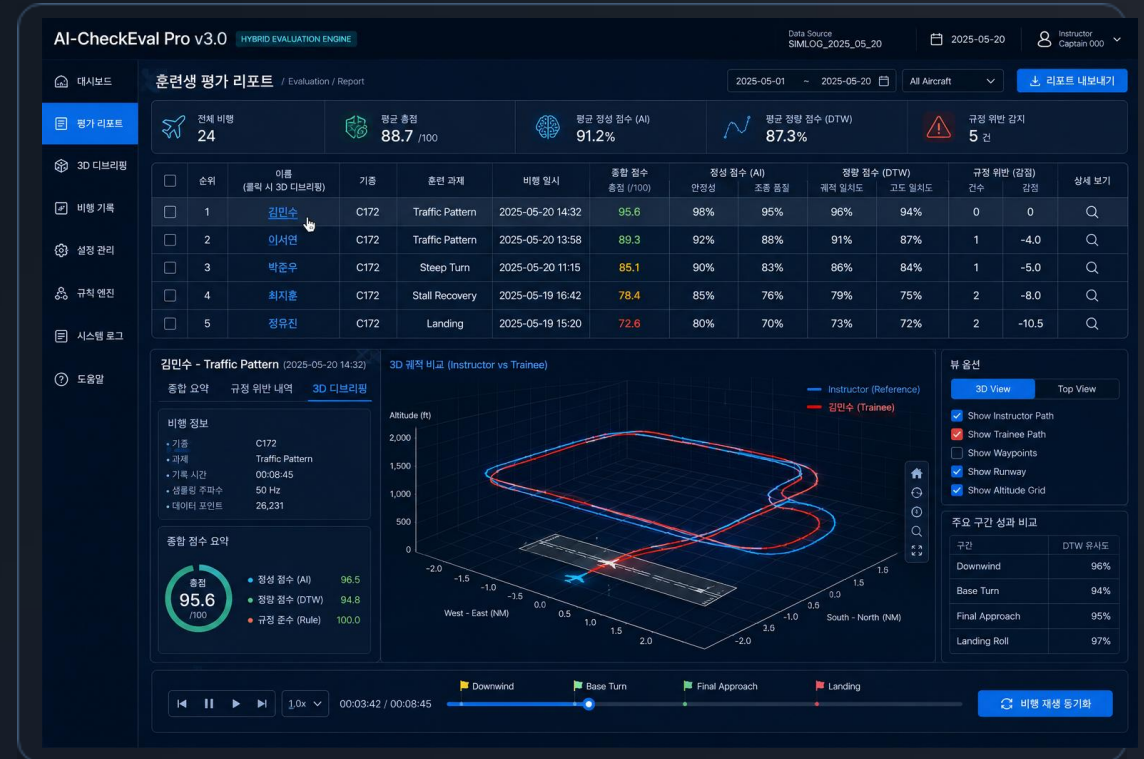 AI-CheckEval Pro v3.0 HYBRID EVALUATION ENGINE
Data Source
SIMLOG_2025_05_20
2025-05-20
Instructor
Captain 000
대시보드
평가 리포트
3D 디브리핑
비행 기록
설정 관리
규칙 엔진
시스템 로그
도움말
훈련생 평가 리포트 / Evaluation / Report
2025-05-01 ~ 2025-05-20
All Aircraft
리포트 내보내기
전체 비행
24
평균 총점
88.7 /100
평균 정성 점수 (AI)
91.2%
평균 정량 점수 (DTW)
87.3%
규정 위반 감지
5 건
순위 이름 (클릭 시 3D 디브리핑) 기종 훈련 과제 비행 일시 종합 점수 총점 (/100) 정성 점수 (AI) 안정성 조종 품질 정량 점수 (DTW) 궤적 일치도 고도 일치도 규정 위반 (감점) 건수 감점 상세 보기
1 김민수 C172 Traffic Pattern 2025-05-20 14:32 95.6 98% 95% 96% 94% 0 0
2 이서연 C172 Traffic Pattern 2025-05-20 13:58 89.3 92% 88% 91% 87% 1 -4.0
3 박준우 C172 Steep Turn 2025-05-20 11:15 85.1 90% 83% 86% 84% 1 -5.0
4 최지훈 C172 Stall Recovery 2025-05-19 16:42 78.4 85% 76% 79% 75% 2 -8.0
5 정유진 C172 Landing 2025-05-19 15:20 72.6 80% 70% 73% 72% 2 -10.5
김민수 - Traffic Pattern (2025-05-20 14:32)
종합 요약 규정 위반 내역 3D 디브리핑
비행 정보
• 기종 C172
• 과제 Traffic Pattern
• 기록 시간 00:08:45
• 샘플링 주파수 50 Hz
• 데이터 포인트 26,231
종합 점수 요약
총점
95.6
/100
• 정성 점수 (AI) 96.5
• 정량 점수 (DTW) 94.8
• 규정 준수 (Rule) 100.0
3D 궤적 비교 (Instructor vs Trainee)
Instructor (Reference)
김민수 (Trainee)
Altitude (ft)
2,000
1,500
1,000
500
0
-2.0
-1.5
-1.0
-1.5
0.0
0.5
1.0
1.5
2.0
West - East (NM)
-2.0
-1.0
South - North (NM)
1.5
1.6
뷰 옵션
3D View Top View
Show Instructor Path
Show Trainee Path
Show Waypoints
Show Runway
Show Altitude Grid
주요 구간 성과 비교
구간 DTW 유사도
Downwind 96%
Base Turn 94%
Final Approach 95%
Landing Roll 97%
Downwind
Base Turn
Final Approach
Landing
1.0x
00:03:42 / 00:08:45
비행 재생 동기화